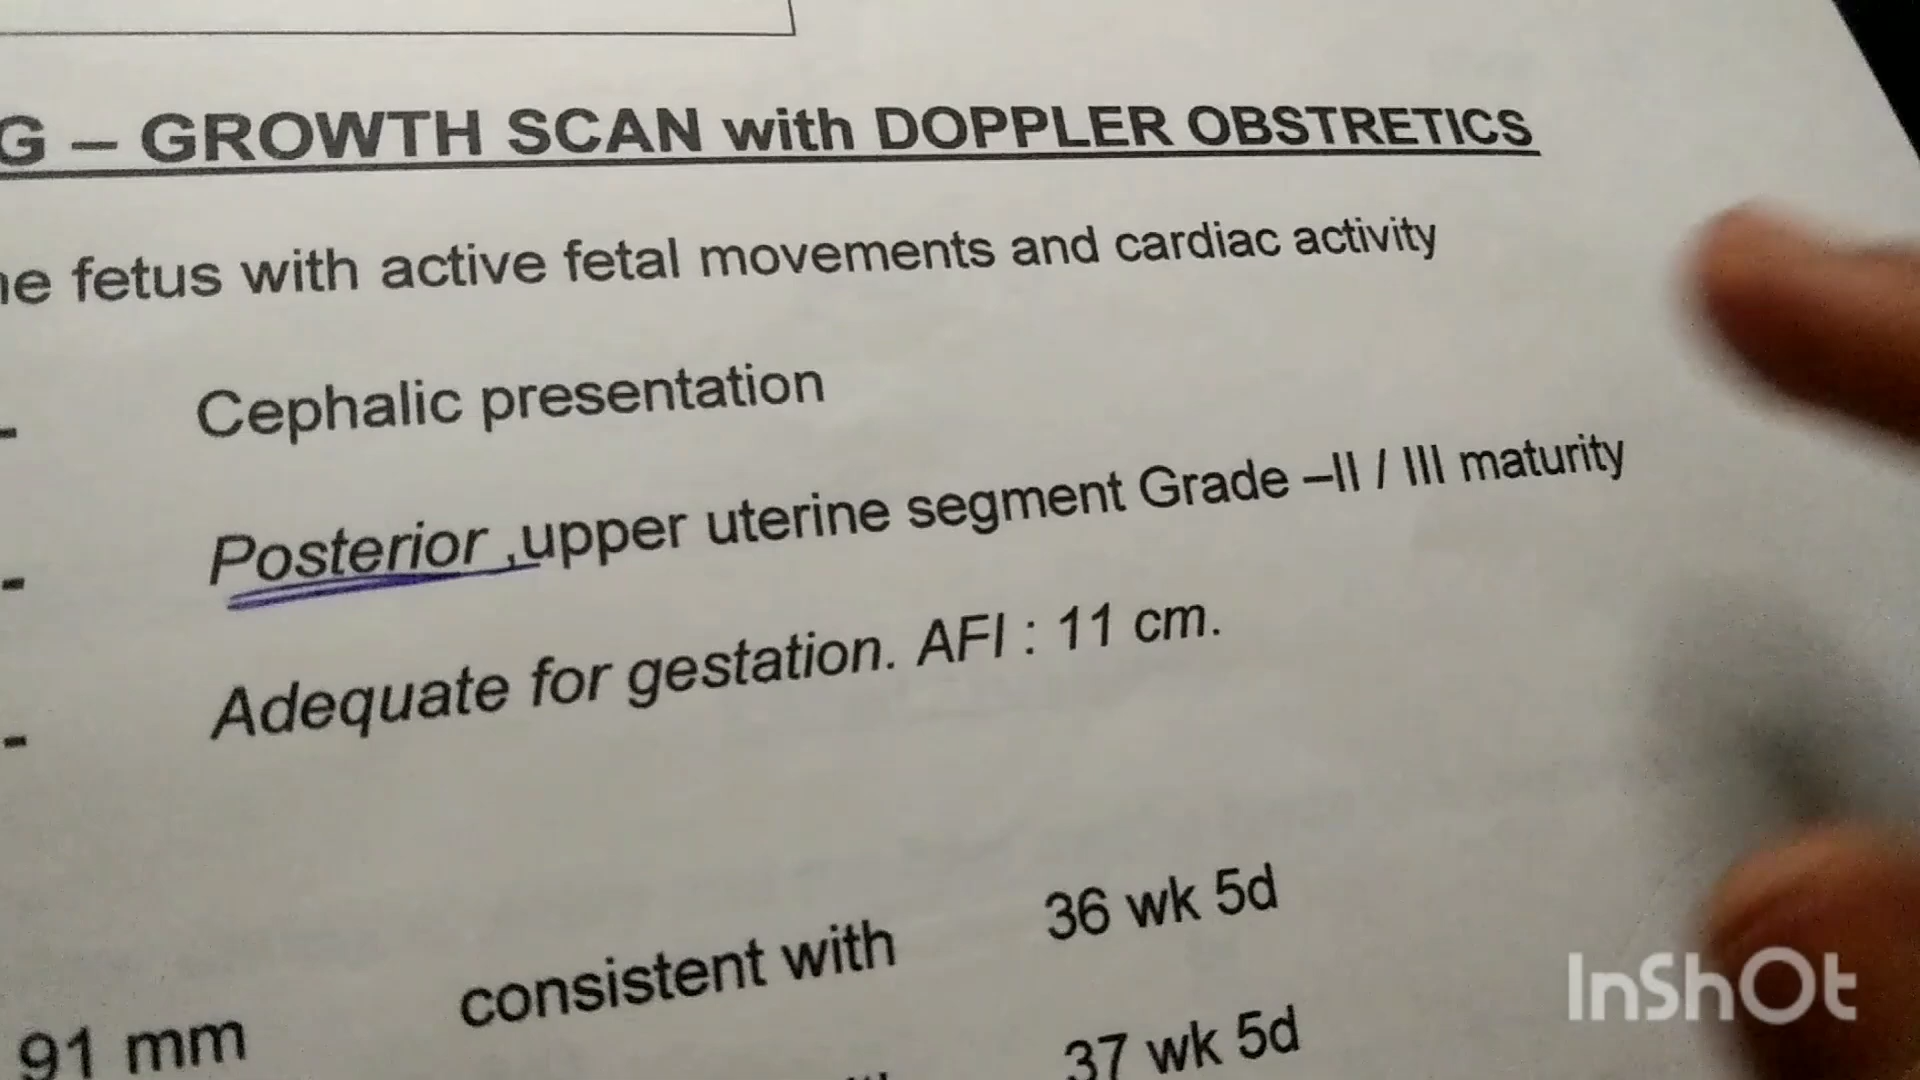 G – GROWTH SCAN with DOPPLER OBSTRETICS
fetus with active fetal movements and cardiac activity
- Cephalic presentation
- Posterior ,upper uterine segment Grade –II / III maturity
- Adequate for gestation. AFI : 11 cm.
91 mm consistent with 36 wk 5d
37 wk 5d
InShOt